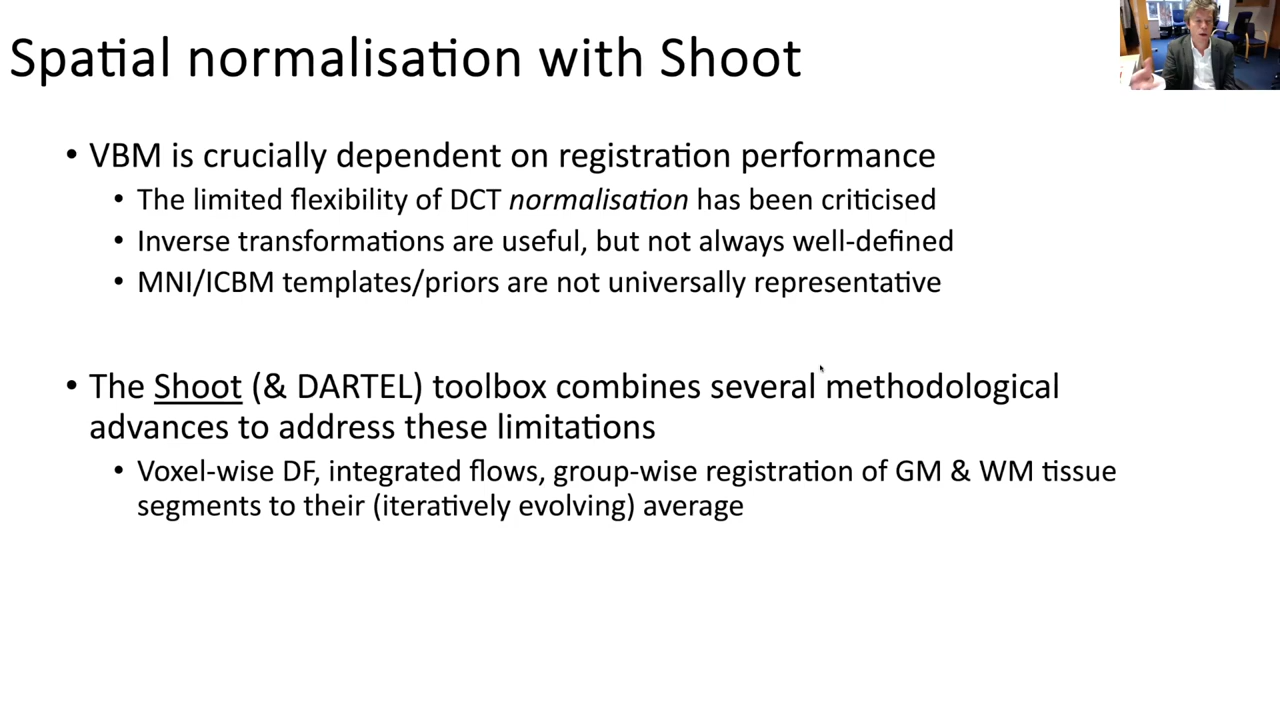 Spatial normalisation with Shoot
• VBM is crucially dependent on registration performance
• The limited flexibility of DCT normalisation has been criticised
• Inverse transformations are useful, but not always well-defined
• MNI/ICBM templates/priors are not universally representative
• The Shoot (& DARTEL) toolbox combines several methodological
advances to address these limitations
• Voxel-wise DF, integrated flows, group-wise registration of GM & WM tissue
segments to their (iteratively evolving) average